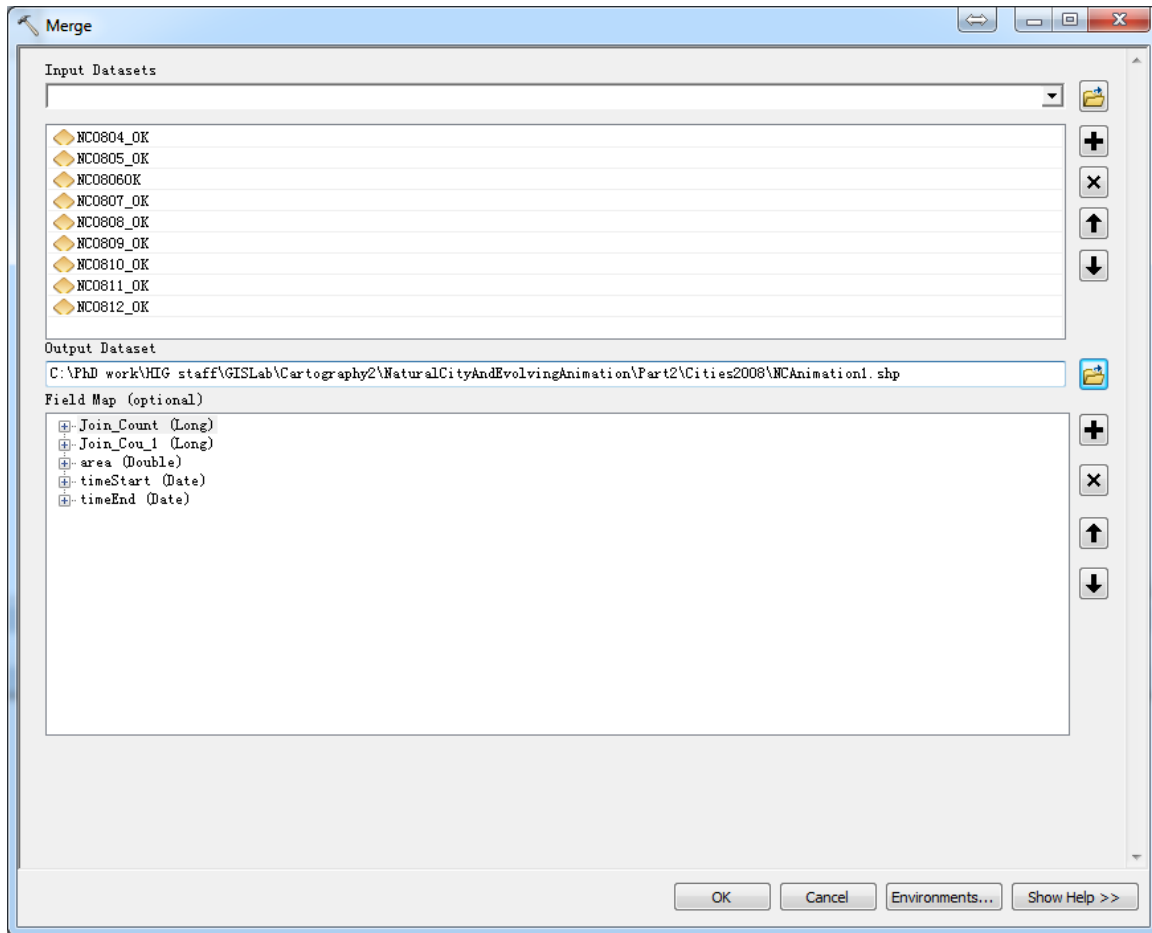 Merge
Input Datasets
NC0804_OK
NC0805_OK
NC0806OK
NC0807_OK
NC0808_OK
NC0809_OK
NC0810_OK
NC0811_OK
NC0812_OK
Output Dataset
C:\PhD work\HIG staff\GISLab\Cartography2\NaturalCityAndEvolvingAnimation\Part2\Cities2008\NCAnimation1.shp
Field Map (optional)
Join_Count (Long)
Join_Cou_1 (Long)
area (Double)
timeStart (Date)
timeEnd (Date)
OK Cancel Environments... Show Help >>